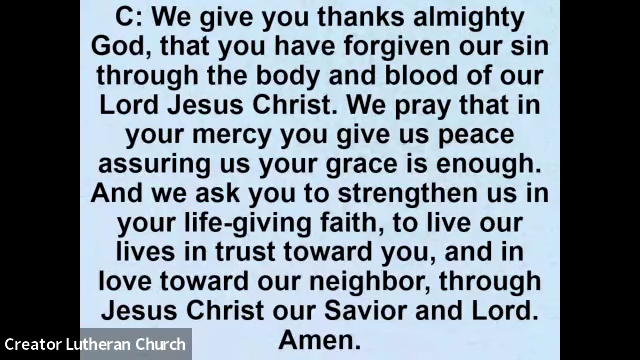 C: We give you thanks almighty
God, that you have forgiven our sin
through the body and blood of our
Lord Jesus Christ. We pray that in
your mercy you give us peace
assuring us your grace is enough.
And we ask you to strengthen us in
your life-giving faith, to live our
lives in trust toward you, and in
love toward our neighbor, through
Jesus Christ our Savior and Lord.
Amen.
Creator Lutheran Church